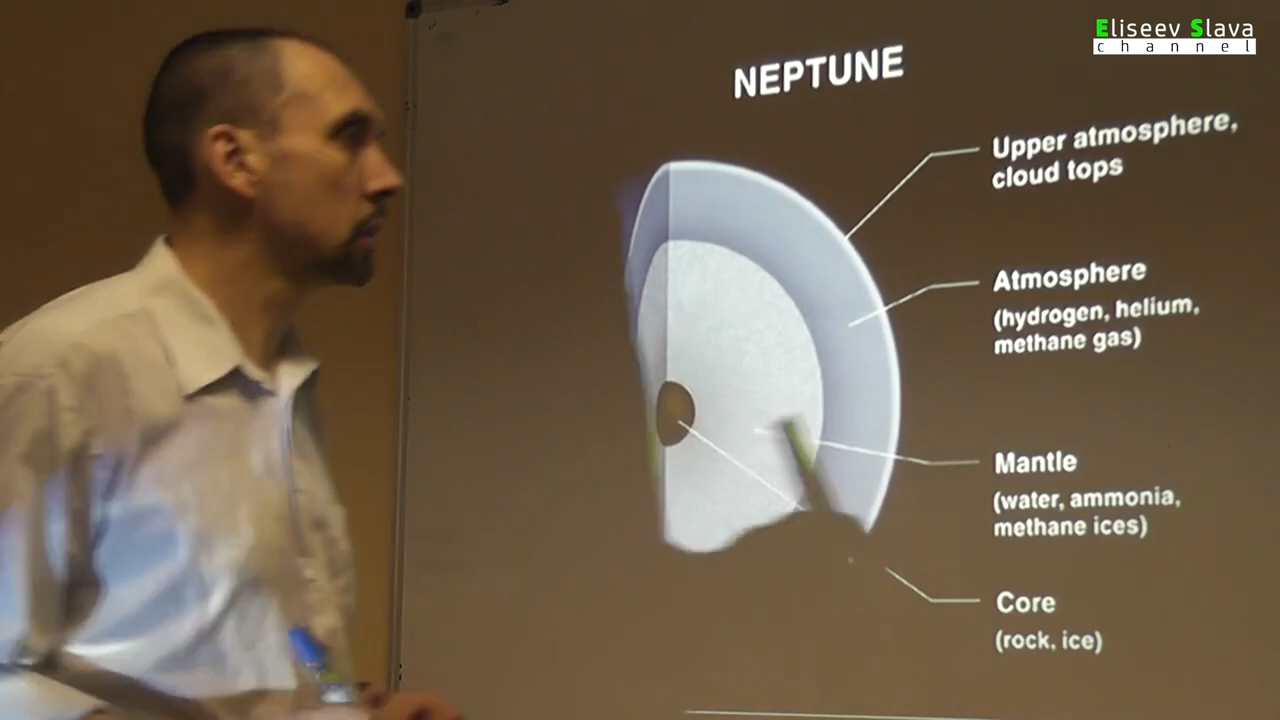 Eliseev Slava
channel
NEPTUNE
Upper atmosphere,
cloud tops
Atmosphere
(hydrogen, helium,
methane gas)
Mantle
(water, ammonia,
methane ices)
Core
(rock, ice)